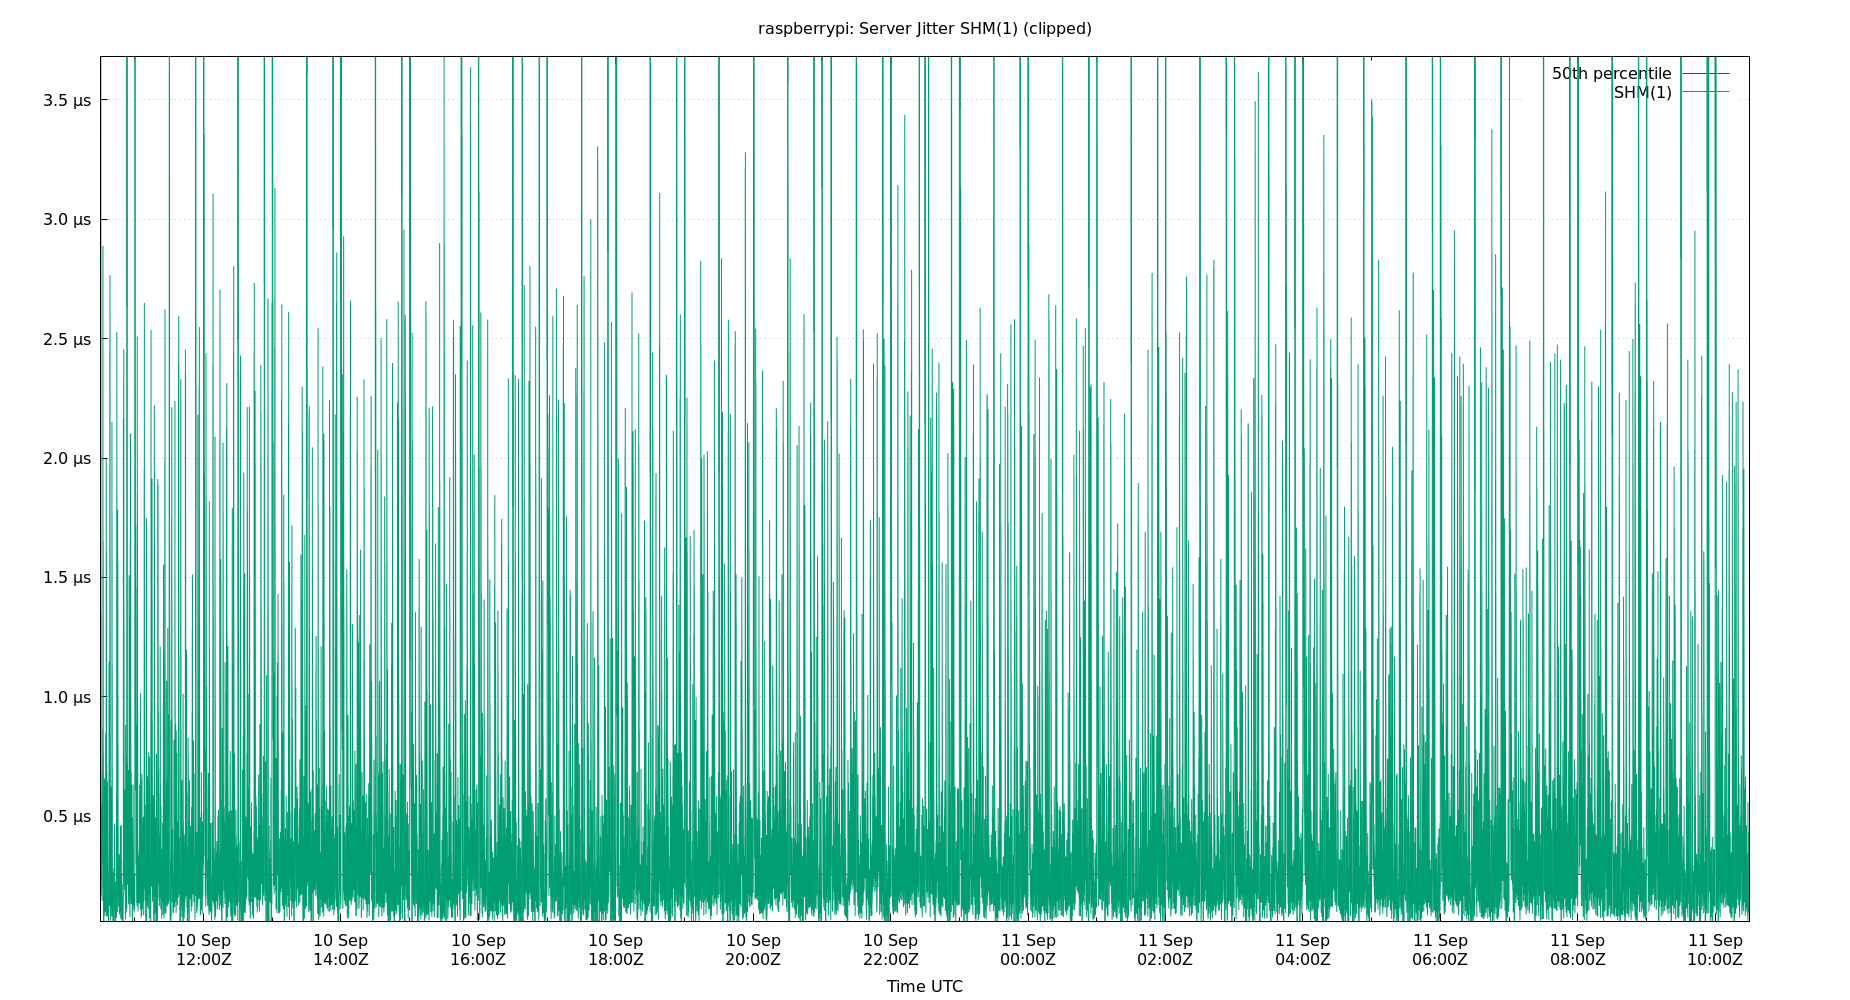 raspberrypi: Server Jitter SHM(1) (clipped)
50th percentile
SHM(1)
3.5 μs
3.0 μs
2.5 μs
2.0 μs
1.5 μs
1.0 μs
0.5 μs
10 Sep 10 Sep 10 Sep 10 Sep 10 Sep 10 Sep 11 Sep 11 Sep 11 Sep 11 Sep 11 Sep 11 Sep
12:00Z 14:00Z 16:00Z 18:00Z 20:00Z 22:00Z 00:00Z 02:00Z 04:00Z 06:00Z 08:00Z 10:00Z
Time UTC